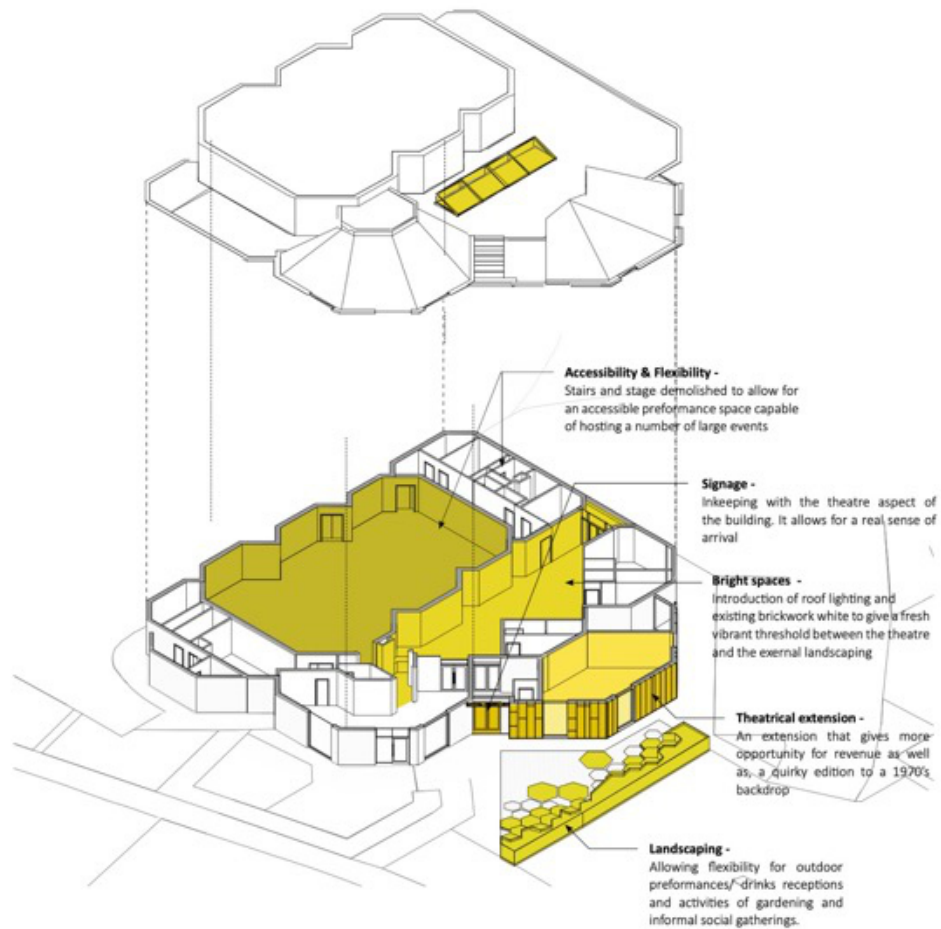 Accessibility & Flexibility -
Stairs and stage demolished to allow for
an accessible preformance space capable
of hosting a number of large events
Signage -
Inkeeping with the theatre aspect of
the building. It allows for a real sense of
arrival
Bright spaces -
Introduction of roof lighting and
existing brickwork white to give a fresh
vibrant threshold between the theatre
and the exernal landscaping
Theatrical extension -
An extension that gives more
opportunity for revenue as well
as, a quirky edition to a 1970's
backdrop
Landscaping -
Allowing flexibility for outdoor
preformances/ drinks receptions
and activities of gardening and
informal social gatherings.